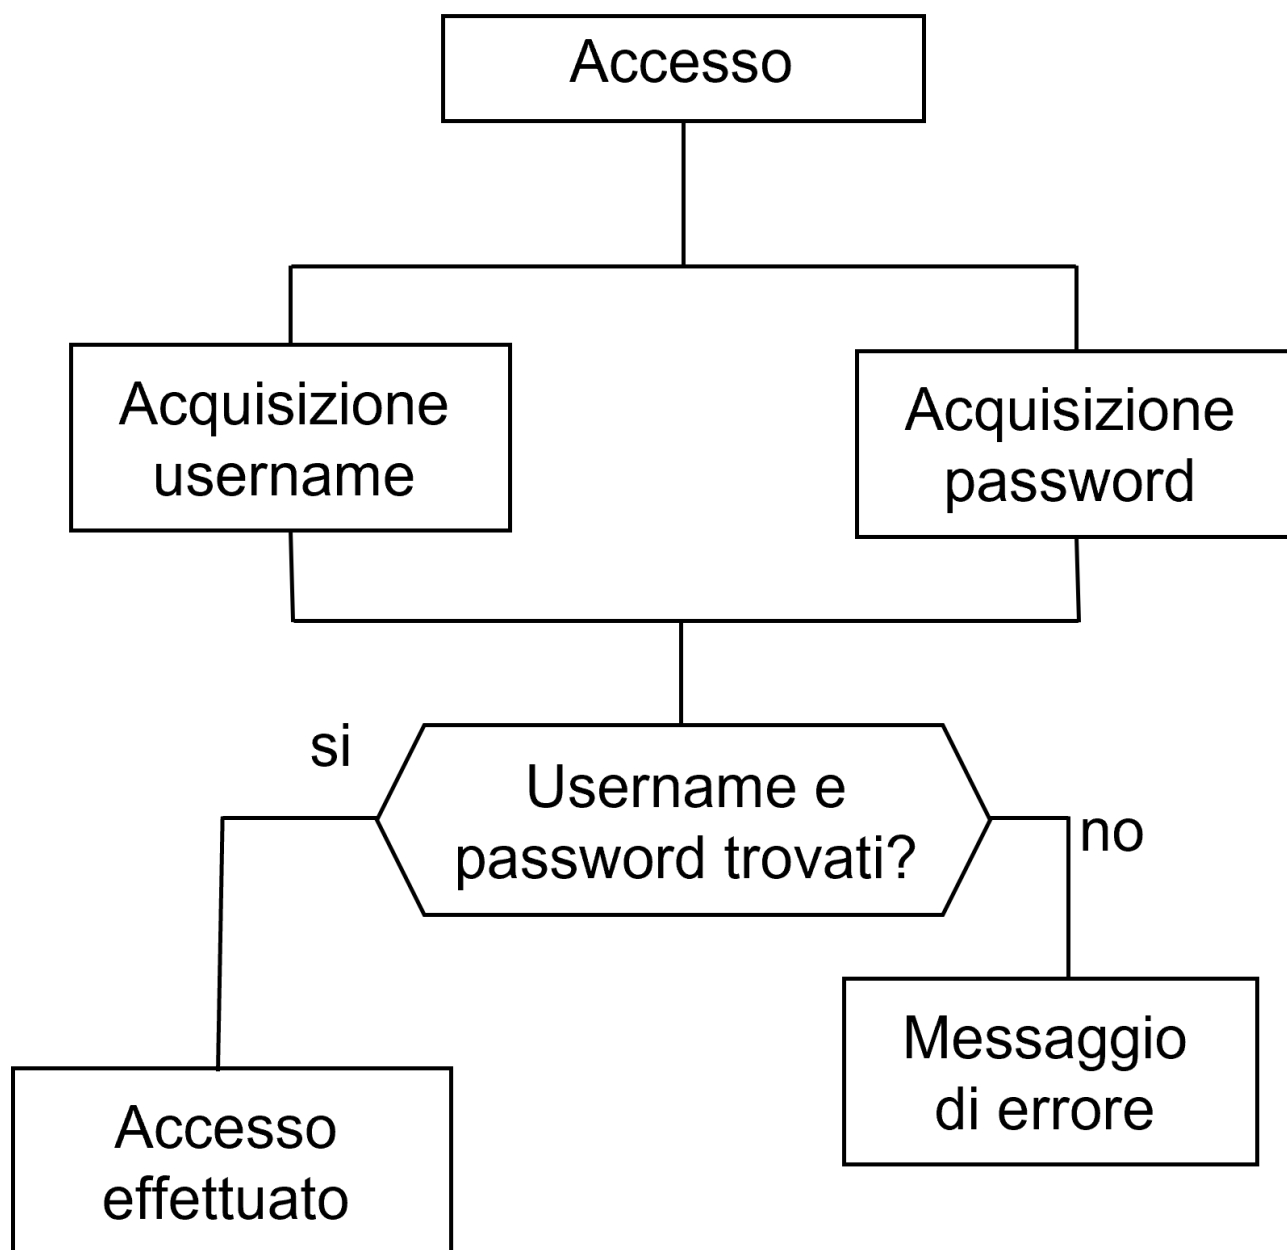 Accesso
Acquisizione
username
Acquisizione
password
si
Username e
password trovati?
no
Messaggio
di errore
Accesso
effettuato